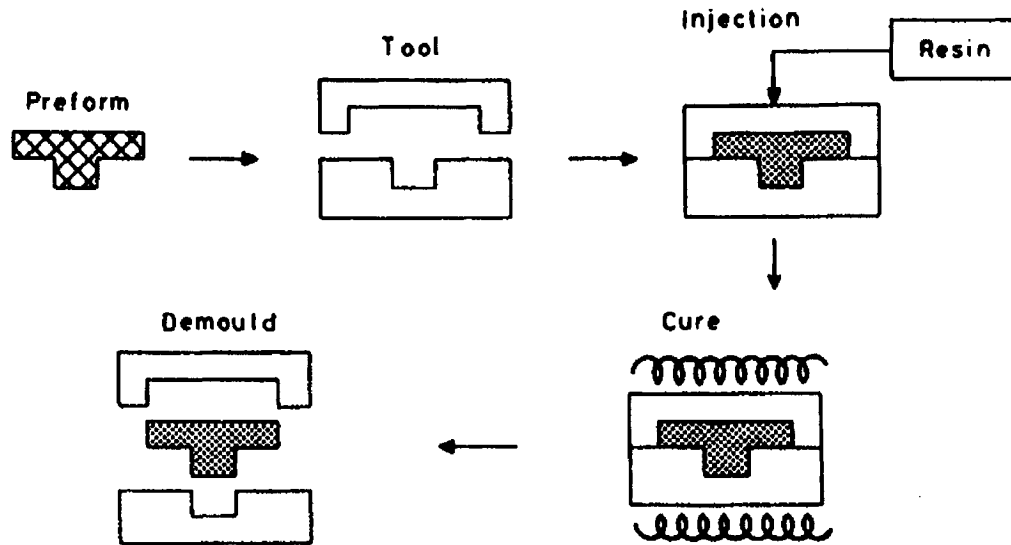 Preform
Tool
Injection
Resin
Cure
Demould